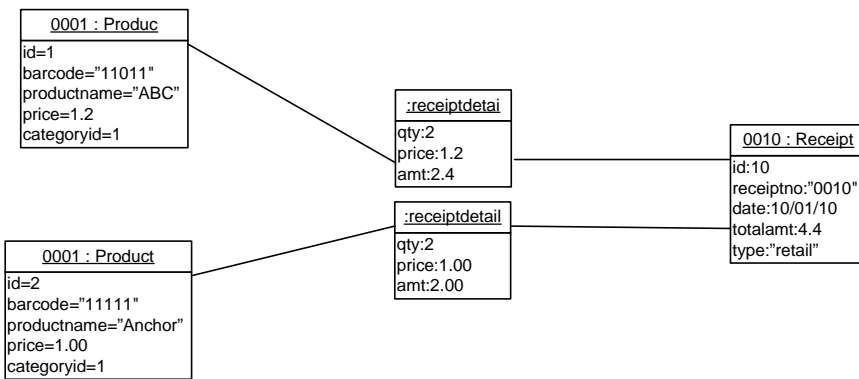 0001 : Produc
id=1
barcode="11011"
productname="ABC"
price=1.2
categoryid=1
:receiptdetai
qty:2
price:1.2
amt:2.4
0010 : Receipt
id:10
receiptno:"0010"
date:10/01/10
totalamt:4.4
type:"retail"
:receiptdetail
qty:2
price:1.00
amt:2.00
0001 : Product
id=2
barcode="11111"
productname="Anchor"
price=1.00
categoryid=1